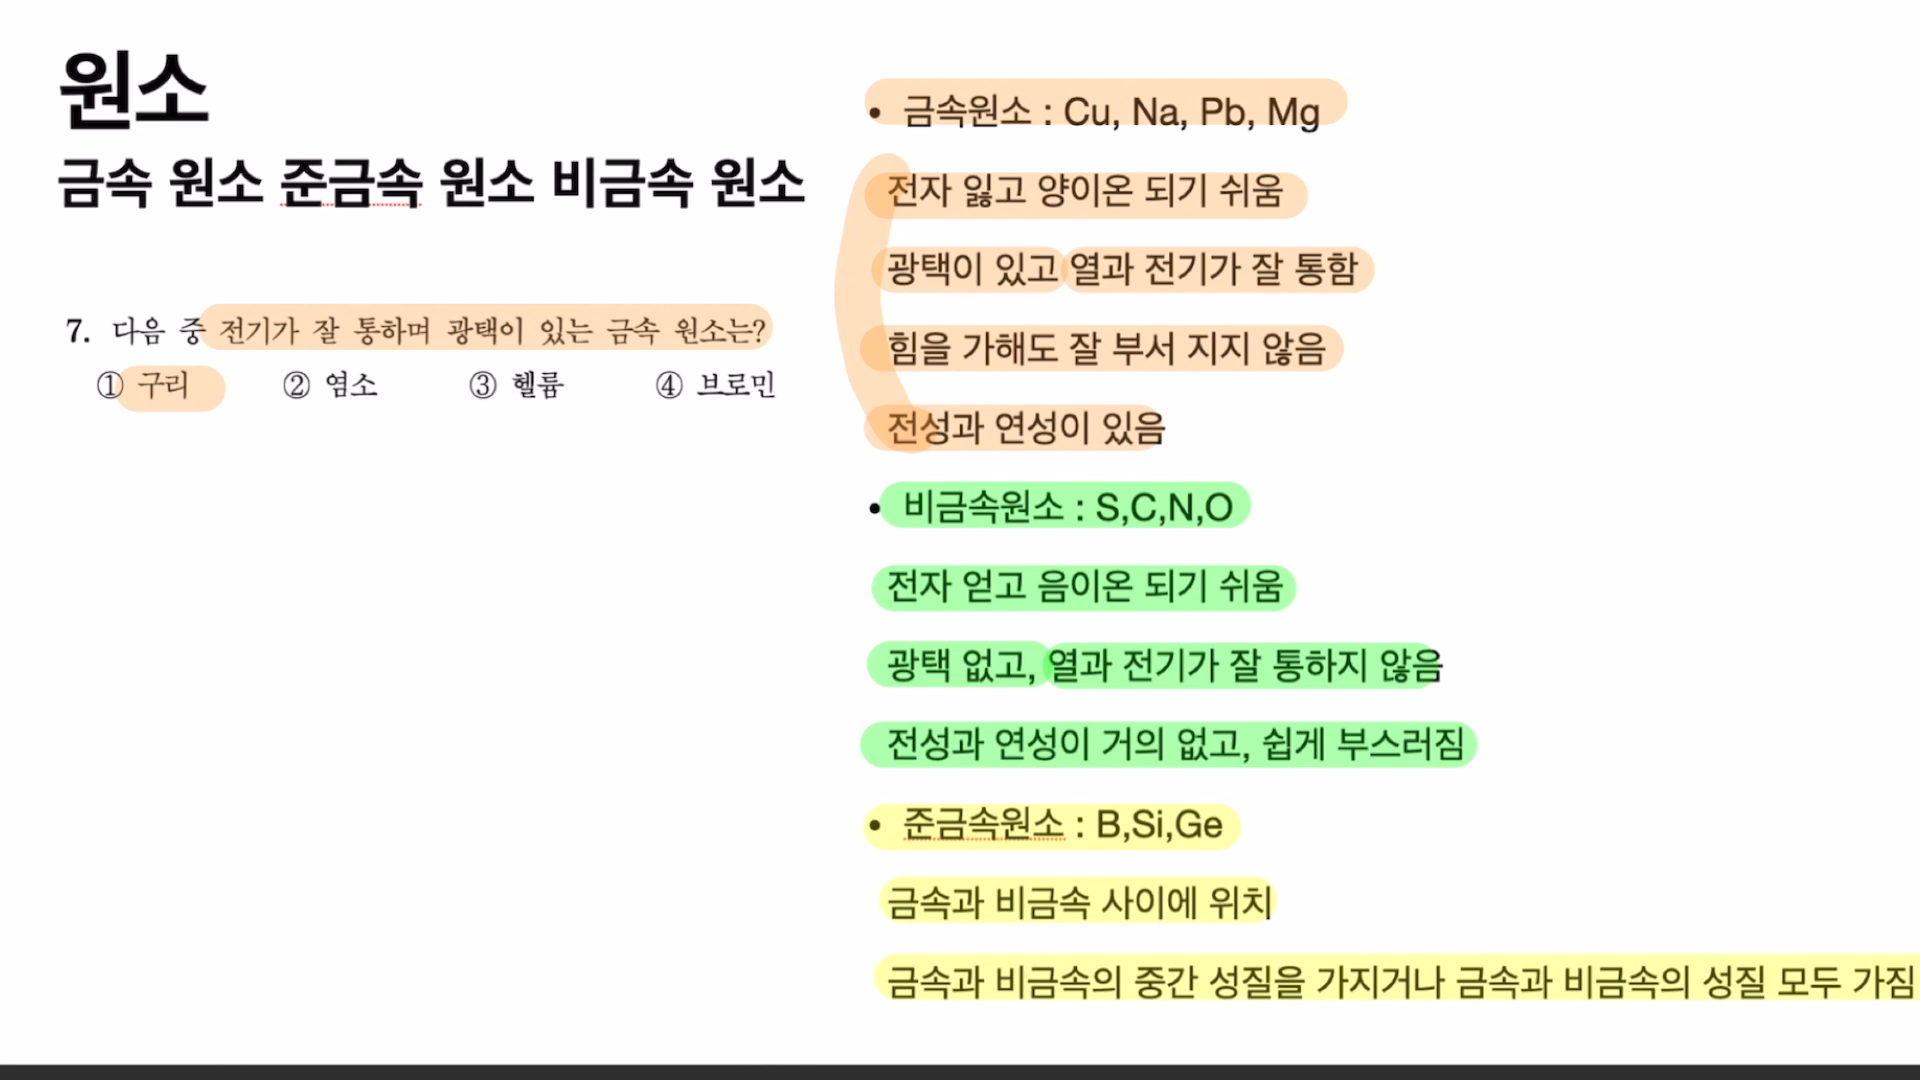 원소
금속 원소 준금속 원소 비금속 원소
7. 다음 중 전기가 잘 통하며 광택이 있는 금속 원소는?
① 구리 ② 염소 ③ 헬륨 ④ 브로민
• 금속원소 : Cu, Na, Pb, Mg
전자 잃고 양이온 되기 쉬움
광택이 있고 열과 전기가 잘 통함
힘을 가해도 잘 부서 지지 않음
전성과 연성이 있음
• 비금속원소 : S,C,N,O
전자 얻고 음이온 되기 쉬움
광택 없고, 열과 전기가 잘 통하지 않음
전성과 연성이 거의 없고, 쉽게 부스러짐
• 준금속원소 : B,Si,Ge
금속과 비금속 사이에 위치
금속과 비금속의 중간 성질을 가지거나 금속과 비금속의 성질 모두 가짐